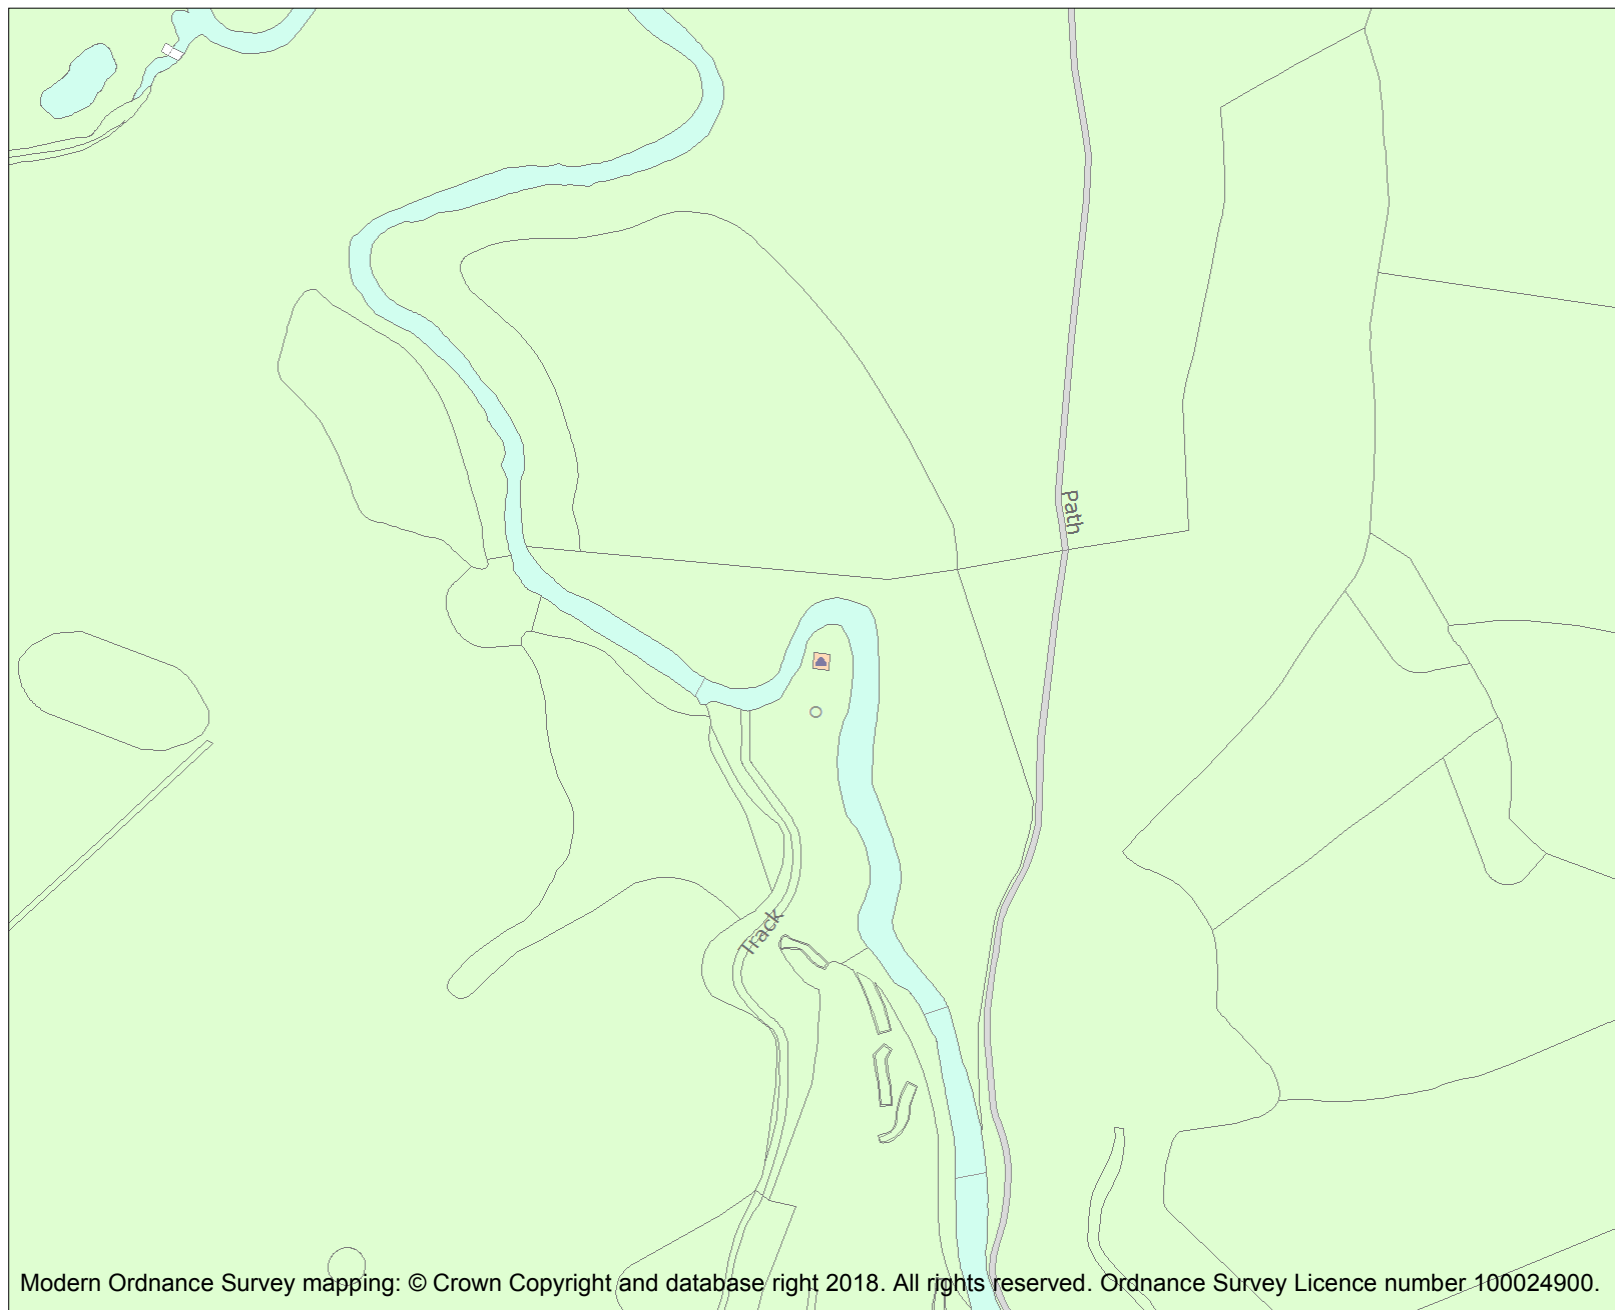 Path
Track
Modern Ordnance Survey mapping: © Crown Copyright and database right 2018. All rights reserved. Ordnance Survey Licence number 100024900.